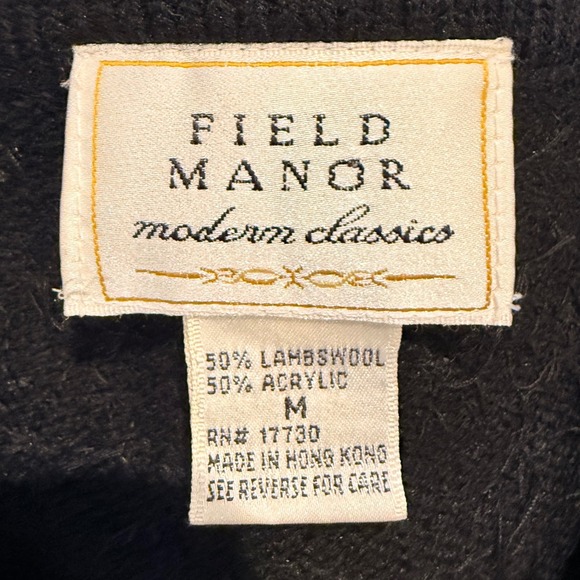 FIELD
MANOR
modern classics
50% LAMBSWOOL
50% ACRYLIC
M
RN# 17730
MADE IN HONG KONG
SEE REVERSE FOR CARE